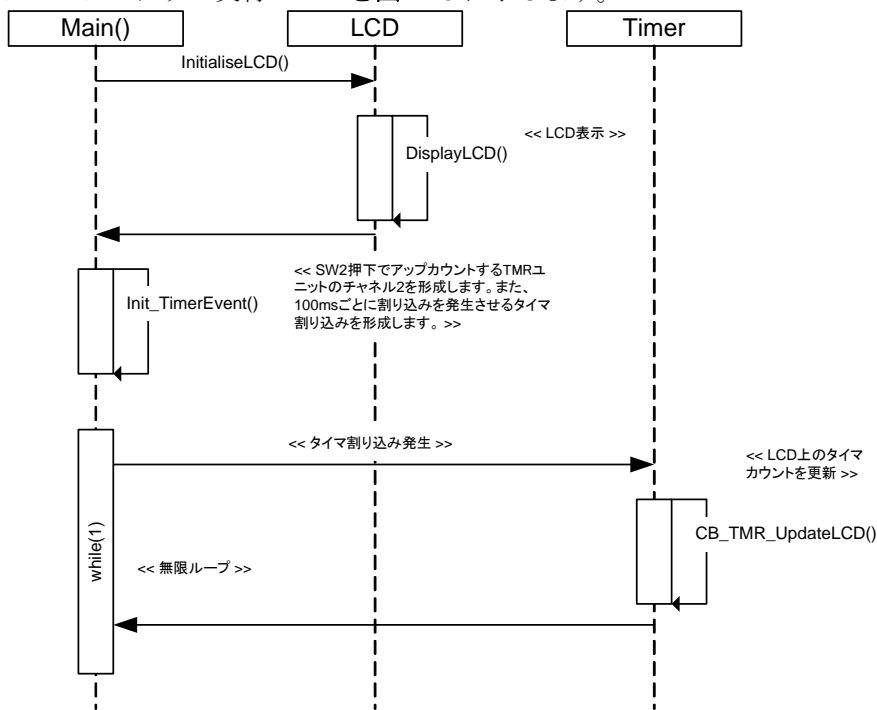 Main()
LCD
Timer
InitialiseLCD()
<< LCD表示 >>
DisplayLCD()
<< SW2押下でアップカウントするTMRユ
ニットのチャネル2を形成します。また、
100msごとに割り込みを発生させるタイマ
割り込みを形成します。>>
Init_TimerEvent()
<< タイマ割り込み発生 >>
<< LCD上のタイマ
カウントを更新 >>
CB_TMR_UpdateLCD()
while(1)
<< 無限ループ >>